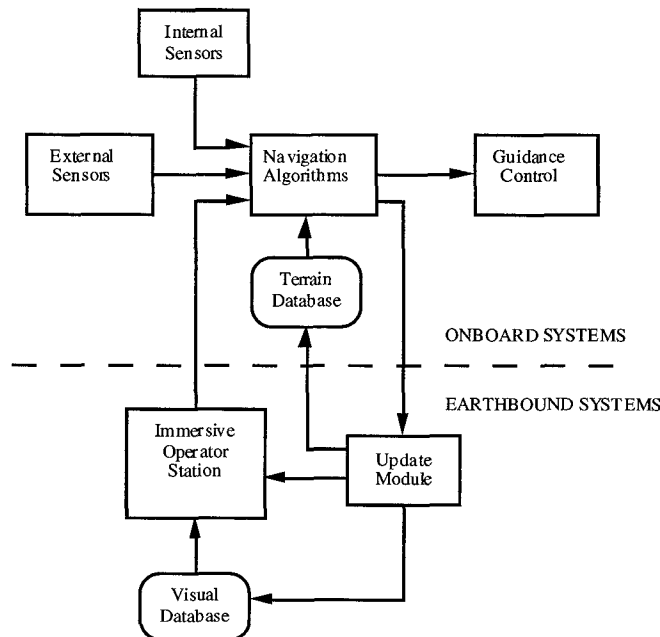 Internal
Sensors
External
Sensors
Navigation
Algorithms
Guidance
Control
Terrain
Database
ONBOARD SYSTEMS
EARTHBOUND SYSTEMS
Immersive
Operator
Station
Update
Module
Visual
Database